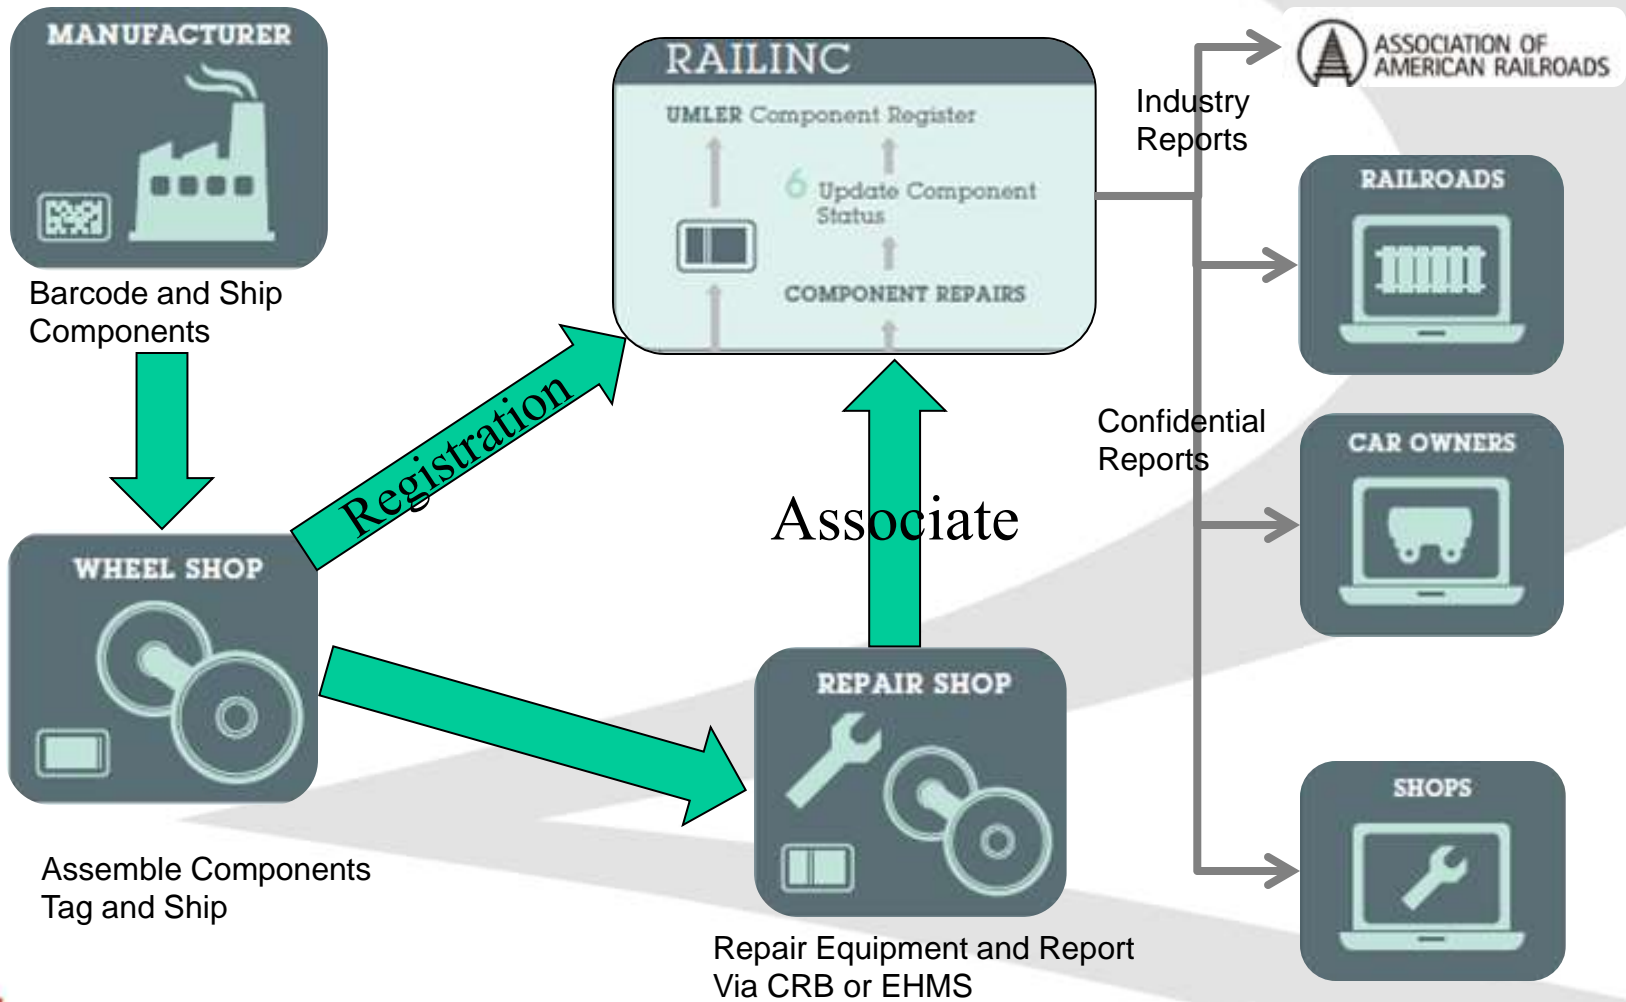 MANUFACTURER
Barcode and Ship
Components
RAILINC
UMLER Component Register
6 Update Component
Status
COMPONENT REPAIRS
Registration
Associate
WHEEL SHOP
Assemble Components
Tag and Ship
REPAIR SHOP
Repair Equipment and Report
Via CRB or EHMS
Industry
Reports
Confidential
Reports
ASSOCIATION OF
AMERICAN RAILROADS
RAILROADS
CAR OWNERS
SHOPS